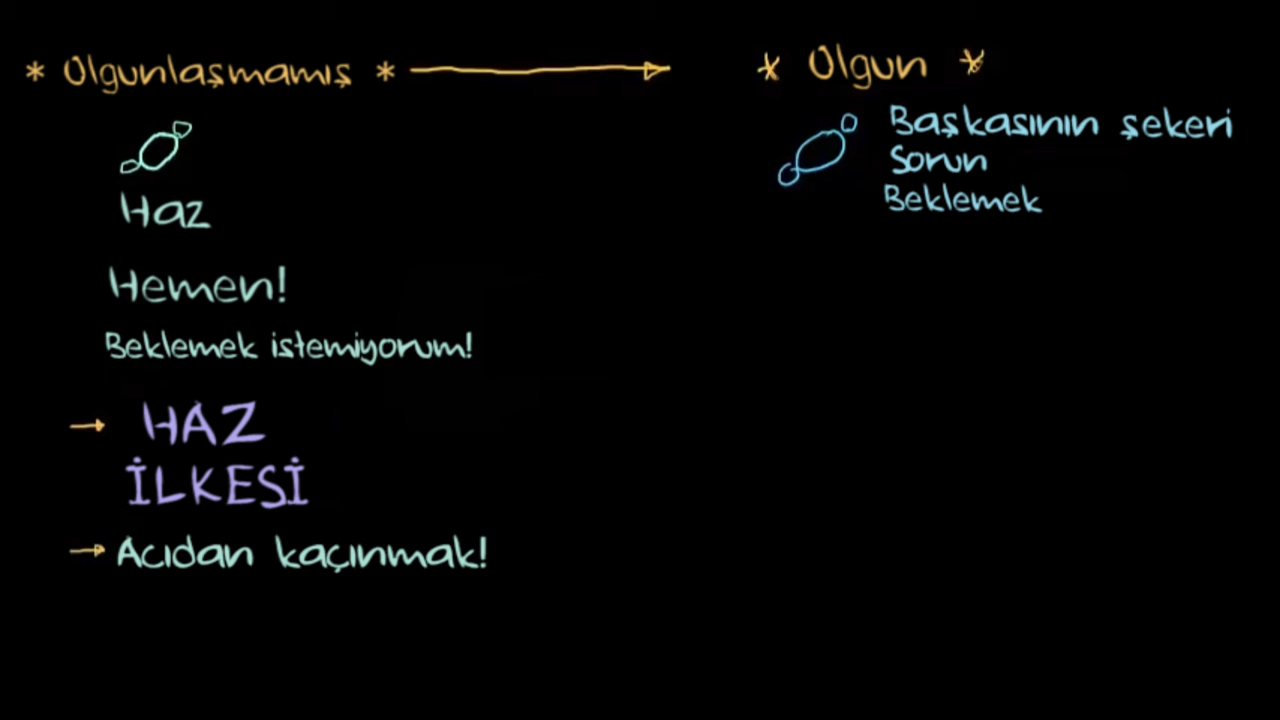 * Olgunlaşmamış *
Haz
Hemen!
Beklemek istemiyorum!
HAZ
İLKESİ
Acıdan kaçınmak!
* Olgun *
Başkasının şekeri
Sorun
Beklemek